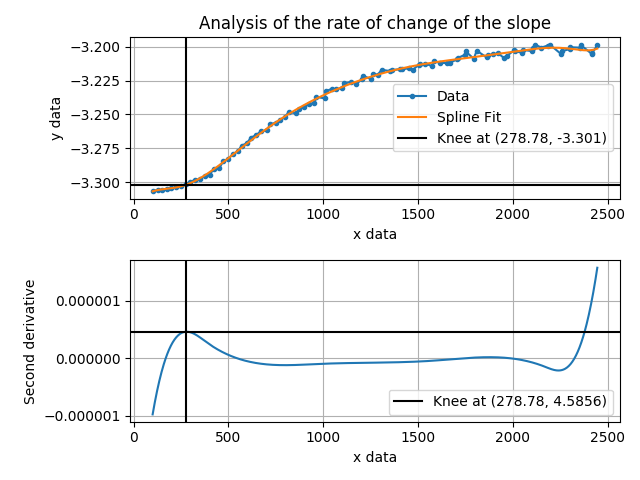 Analysis of the rate of change of the slope
−3.200
−3.225
−3.250
−3.275
−3.300
y data
Data
Spline Fit
Knee at (278.78, -3.301)
0
500
1000
1500
2000
2500
x data
0.000001
0.000000
−0.000001
Second derivative
Knee at (278.78, 4.5856)
0
500
1000
1500
2000
2500
x data